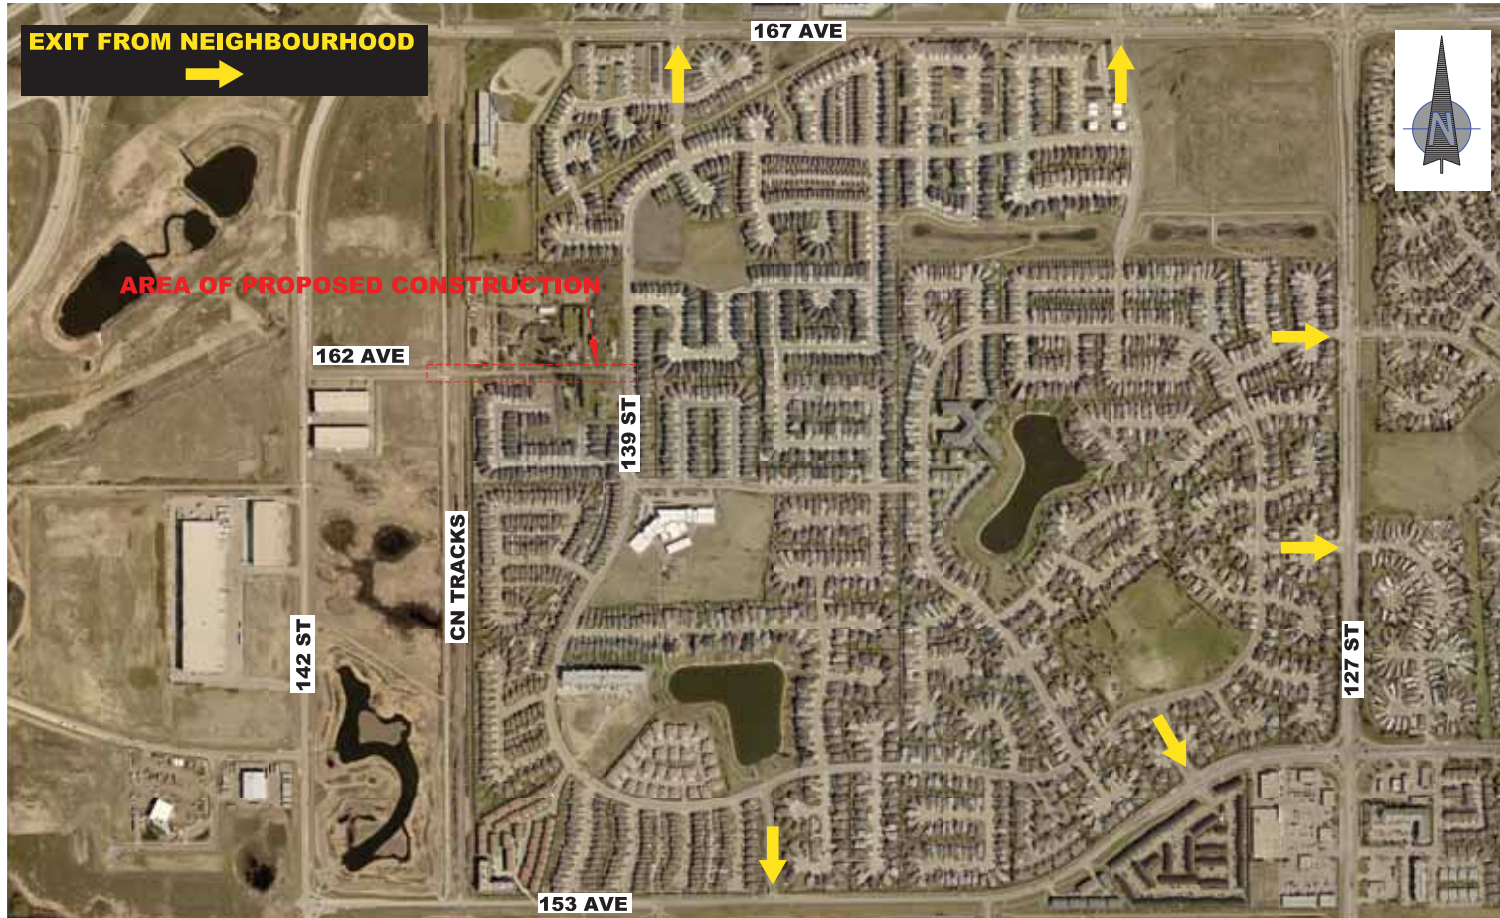 167 AVE
EXIT FROM NEIGHBOURHOOD
N
AREA OF PROPOSED CONSTRUCTION
162 AVE
139 ST
CN TRACKS
142 ST
127 ST
153 AVE